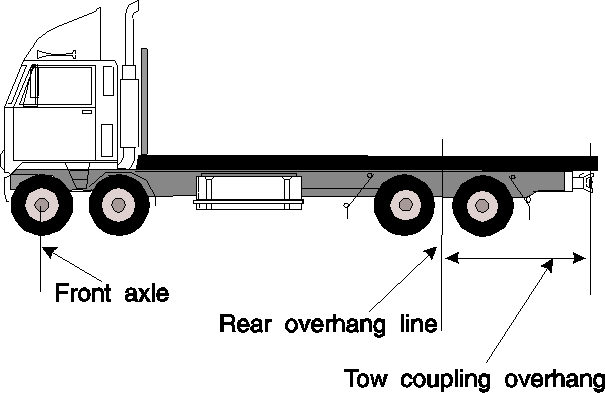 Front axle
Rear overhang line
Tow coupling overhang